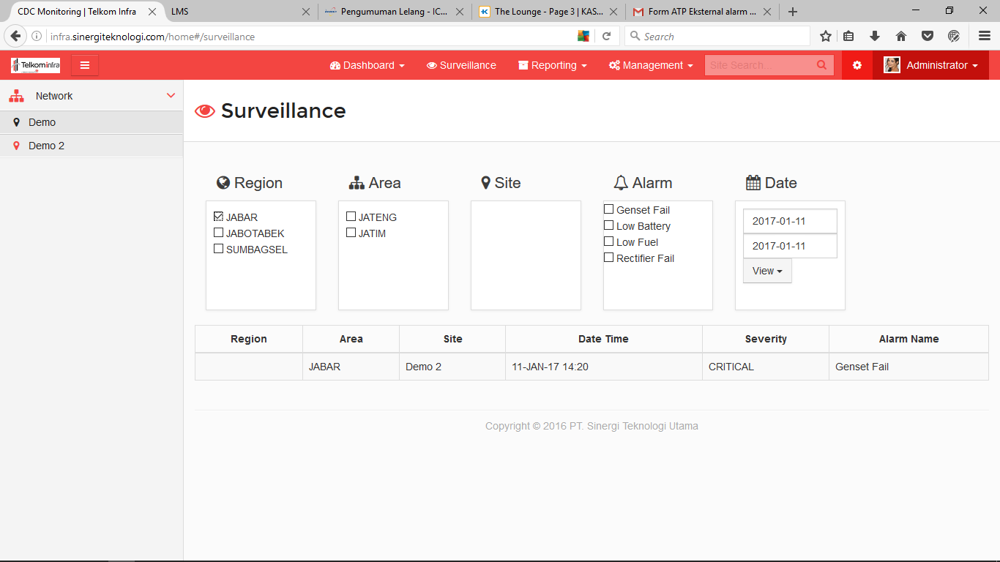 CDC Monitoring | Telkom Infra LMS Pengumuman Lelang - IC... The Lounge - Page 3 | KAS... Form ATP Eksternal alarm ...
infra.sinergiteknologi.com/home#/surveillance Search
Telkominfra Dashboard Surveillance Reporting Management Site Search... Administrator
Network
Demo
Demo 2
Surveillance
Region Area Site Alarm Date
JABAR
JABOTABEK
SUMBAGSEL
JATENG
JATIM
Genset Fail
Low Battery
Low Fuel
Rectifier Fail
2017-01-11
2017-01-11
View
Region Area Site Date Time Severity Alarm Name
JABAR Demo 2 11-JAN-17 14:20 CRITICAL Genset Fail
Copyright © 2016 PT. Sinergi Teknologi Utama